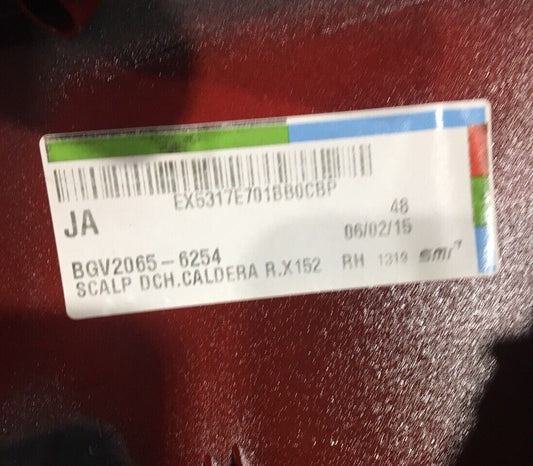 EX5317E701BB0CBP
JA
48
06/02/15
BGV2065-6254
SCALP DCH.CALDERA R.X152 RH 1319 smr